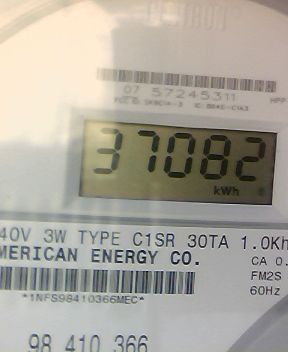 07 57245311
37082
kWh
40V 3W TYPE C1SR 30TA 1.0Kh
MERICAN ENERGY CO.
CA 0.
FM2S
60Hz
*1NFS98410366MEC*
98 410 366